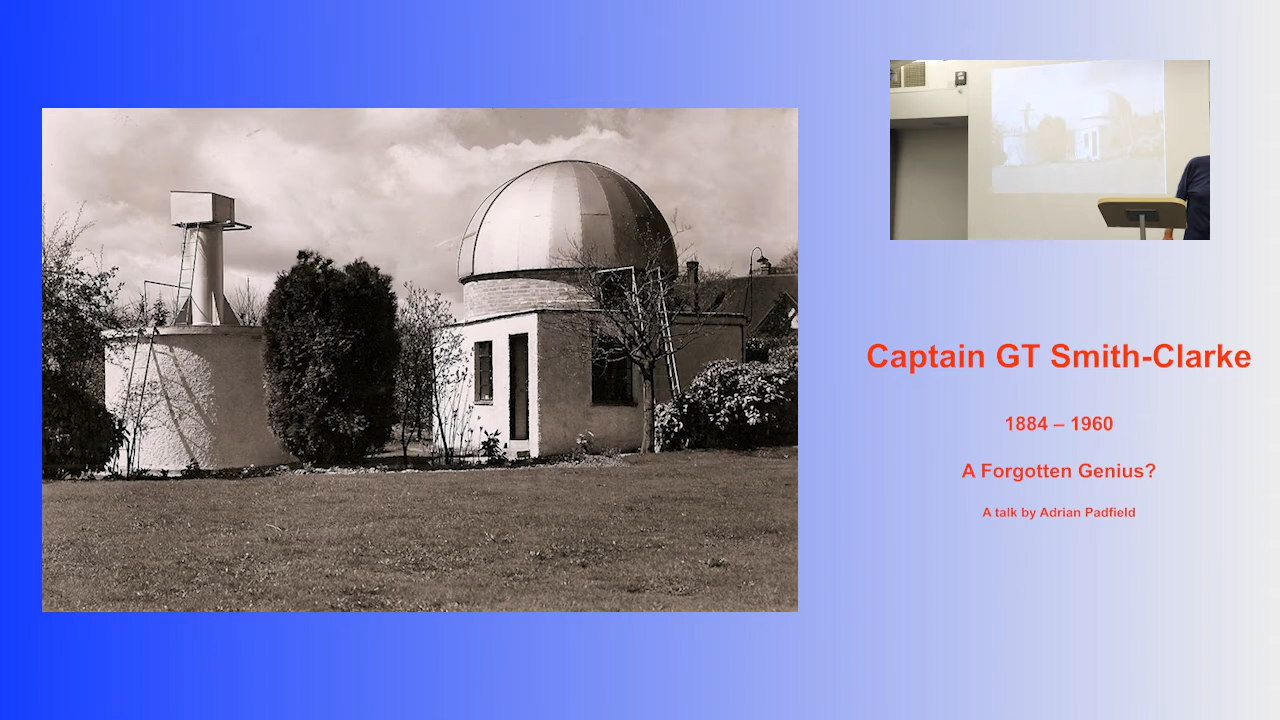 Captain GT Smith-Clarke
1884 – 1960
A Forgotten Genius?
A talk by Adrian Padfield